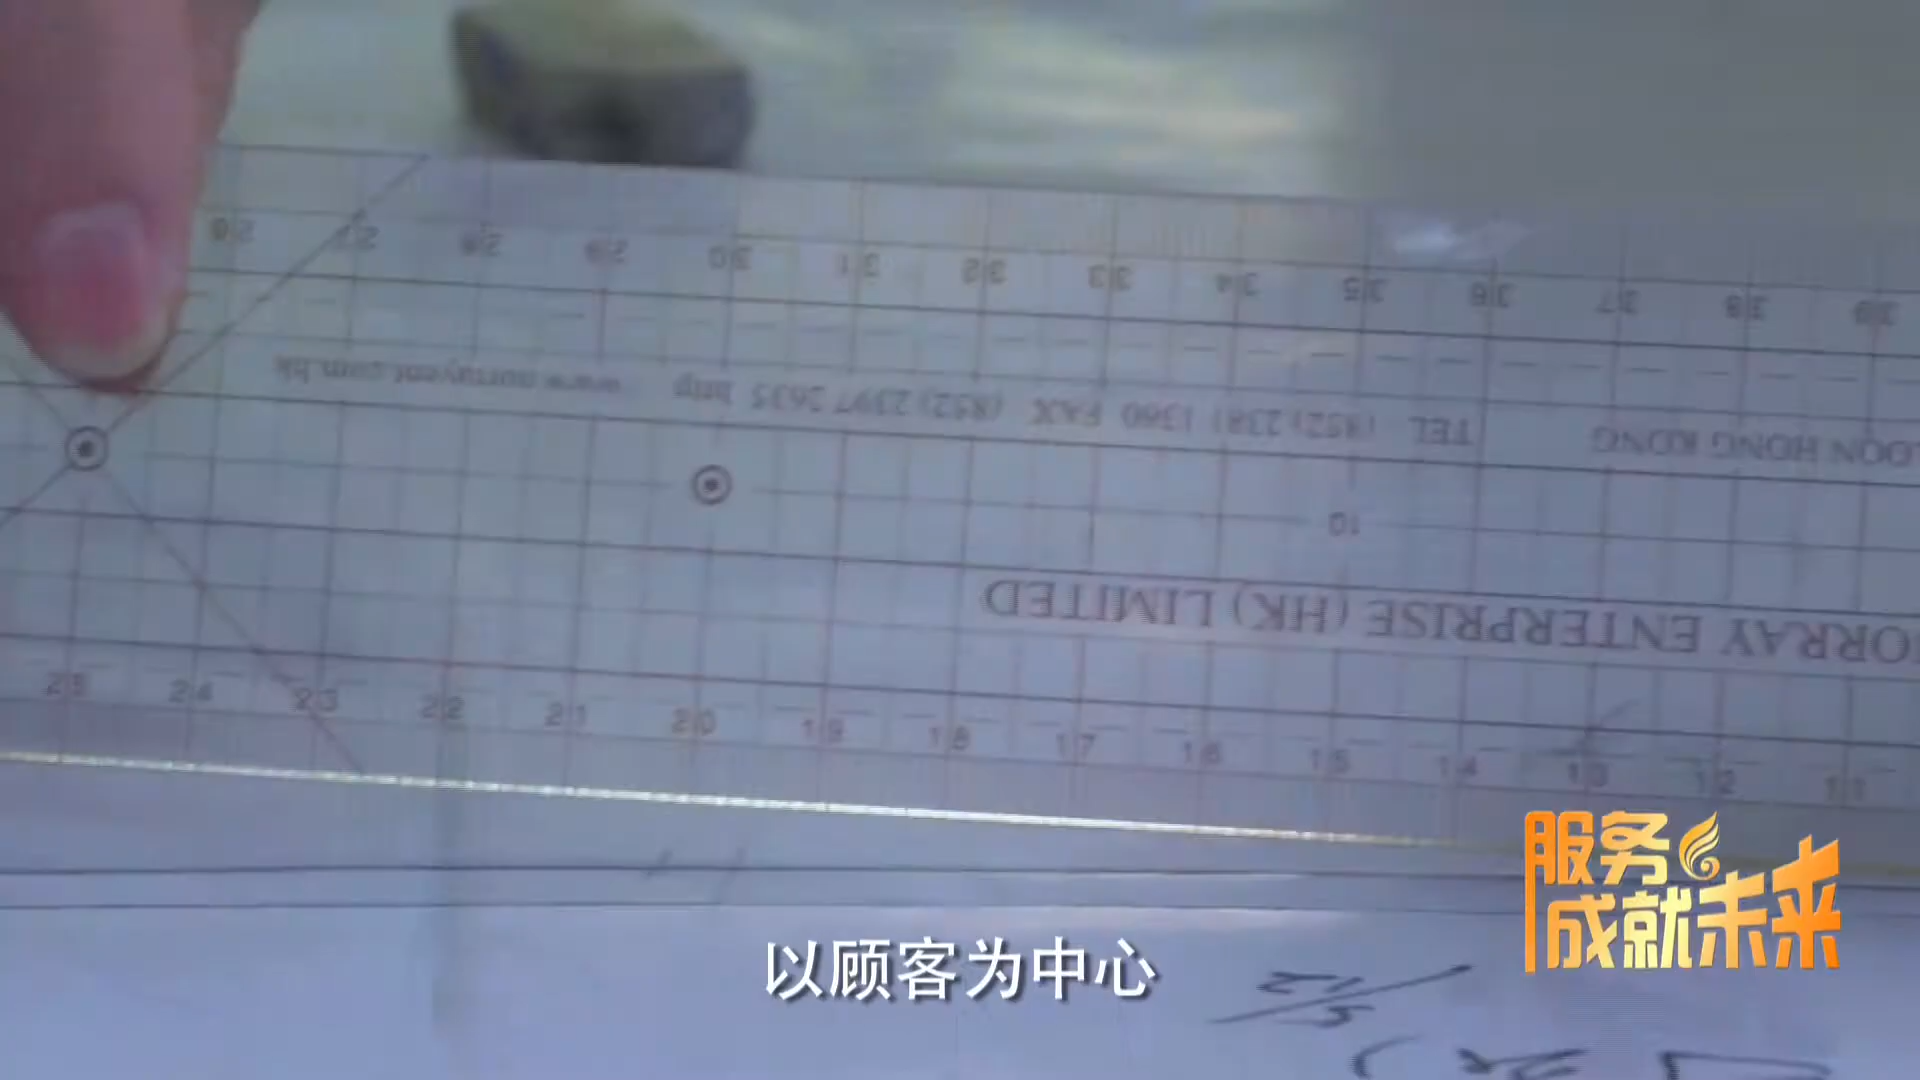 26 27 28 29 30 31 32 33 34 35 36 37 38 39
LOON HONG KONG TEL (852) 2381 1360 FAX (852) 2397 2635 http www.nurrayent.com.hk
10
ORRAY ENTERPRISE (HK) LIMITED
25 24 23 22 21 20 19 18 17 16 15 14 13 12 11
服务
成就未来
以顾客为中心